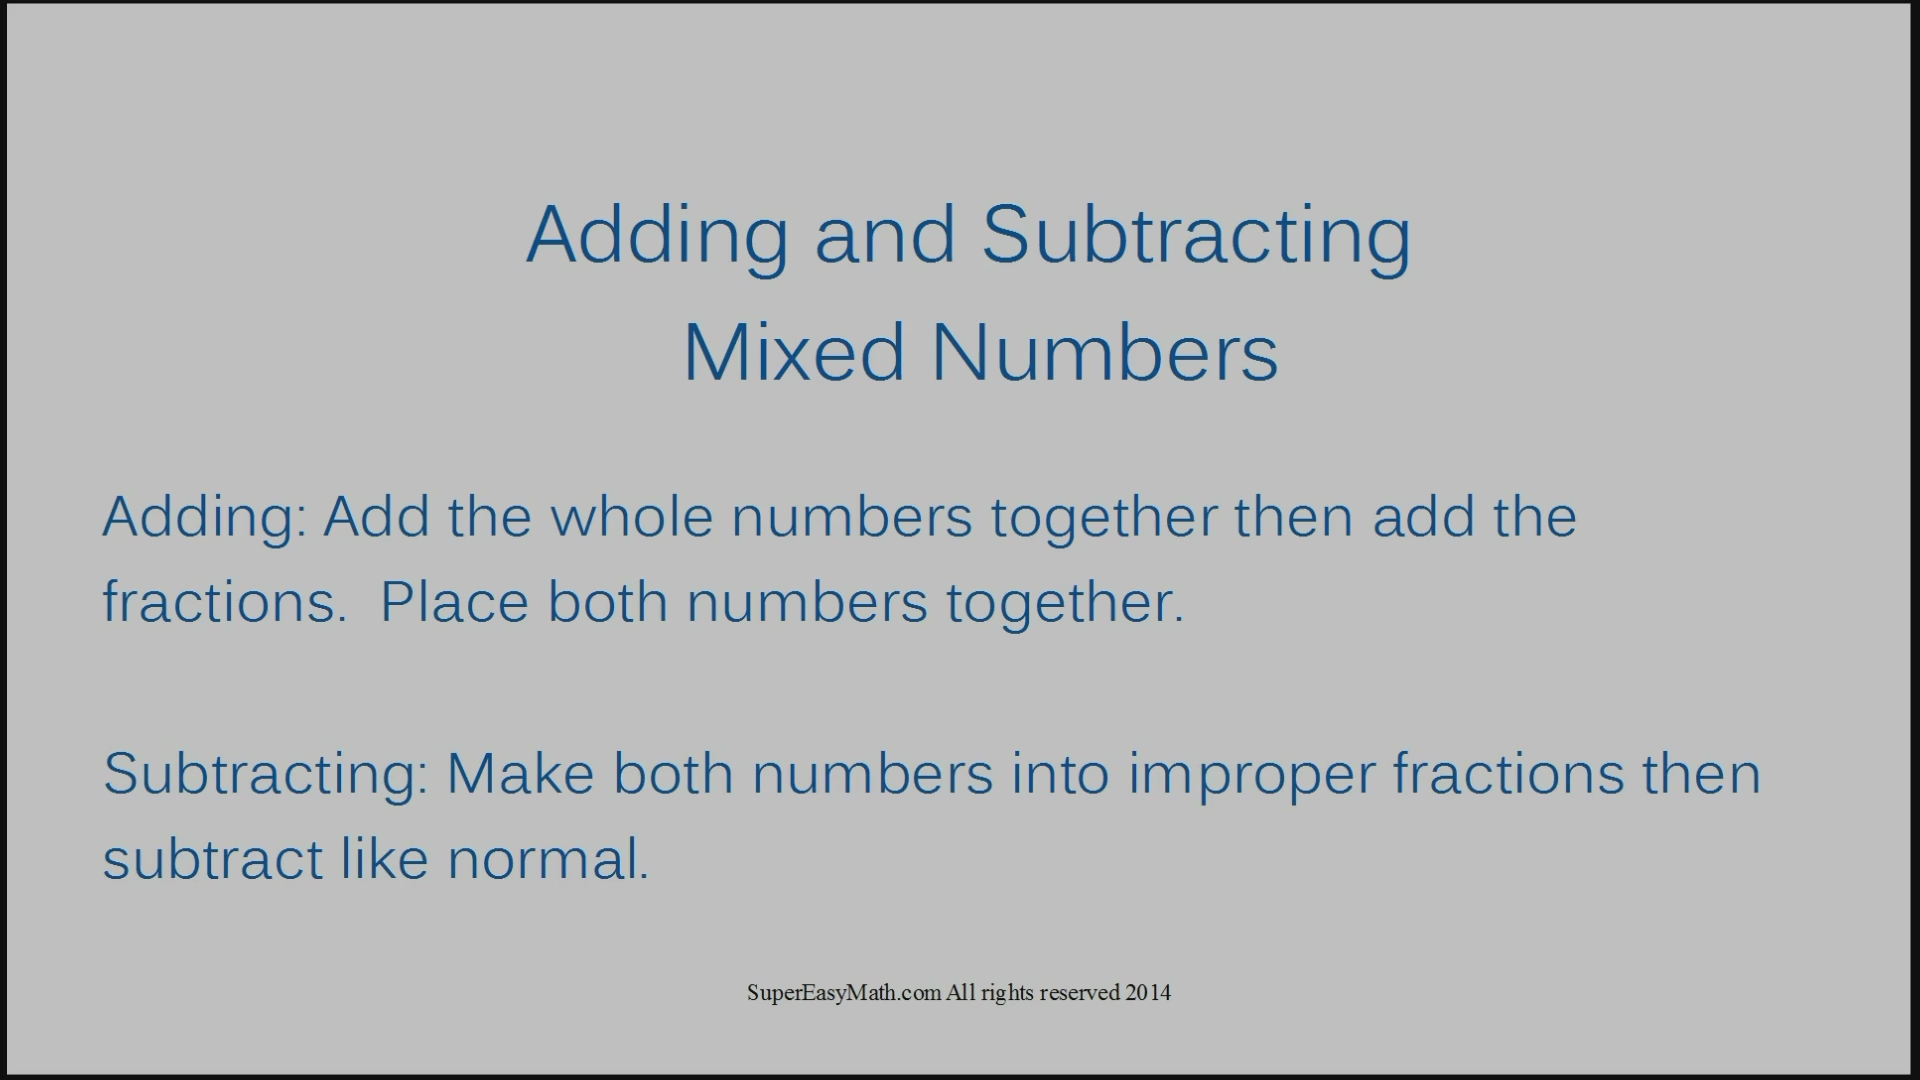 Adding and Subtracting
Mixed Numbers
Adding: Add the whole numbers together then add the
fractions.  Place both numbers together.
Subtracting: Make both numbers into improper fractions then
subtract like normal.
SuperEasyMath.com All rights reserved 2014